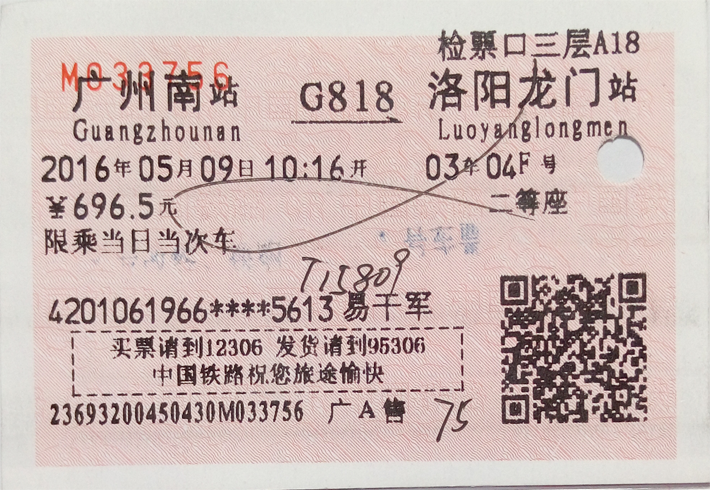 检票口三层A18
M033756
广州南站 G818 洛阳龙门站
Guangzhounan Luoyanglongmen
2016年05月09日10:16开 03车04F号
¥696.5元 二等座
限乘当日当次车
T15809
4201061966****5613易干军
买票请到12306 发货请到95306
中国铁路祝您旅途愉快
23693200450430M033756 广A售 75